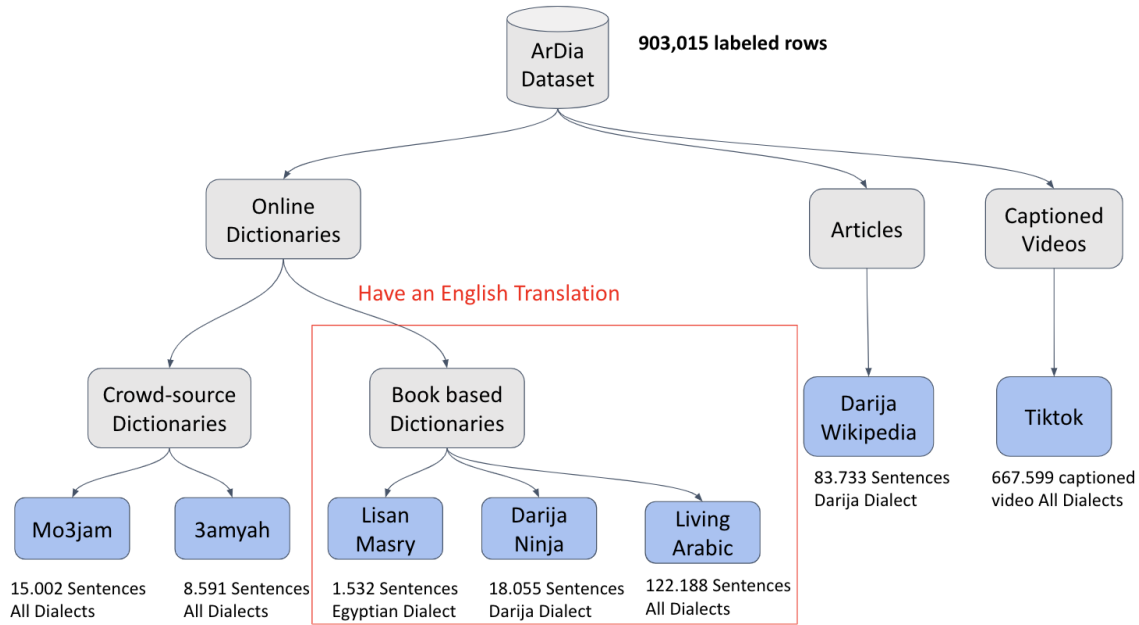 ArDia
Dataset
903,015 labeled rows
Online
Dictionaries
Articles
Captioned
Videos
Have an English Translation
Crowd-source
Dictionaries
Book based
Dictionaries
Darija
Wikipedia
Tiktok
83.733 Sentences
Darija Dialect
667.599 captioned
video All Dialects
Mo3jam
3amyah
Lisan
Masry
Darija
Ninja
Living
Arabic
15.002 Sentences
All Dialects
8.591 Sentences
All Dialects
1.532 Sentences
Egyptian Dialect
18.055 Sentences
Darija Dialect
122.188 Sentences
All Dialects